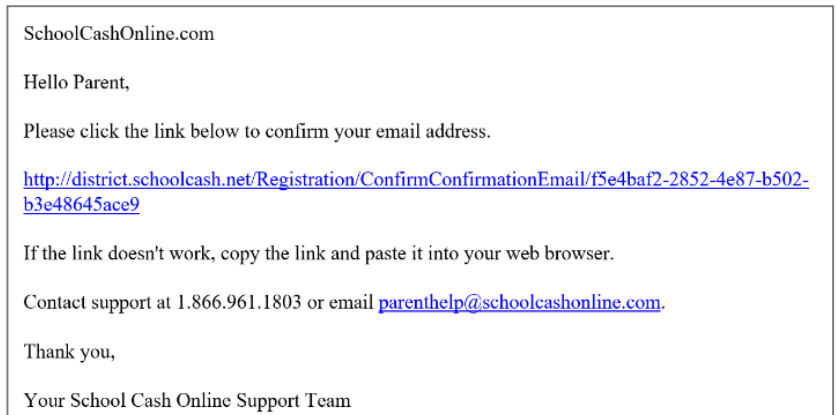 SchoolCashOnline.com
Hello Parent,
Please click the link below to confirm your email address.
http://district.schoolcash.net/Registration/ConfirmConfirmationEmail/f5e4baf2-2852-4e87-b502-
b3e48645ace9
If the link doesn't work, copy the link and paste it into your web browser.
Contact support at 1.866.961.1803 or email parenthelp@schoolcashonline.com.
Thank you,
Your School Cash Online Support Team